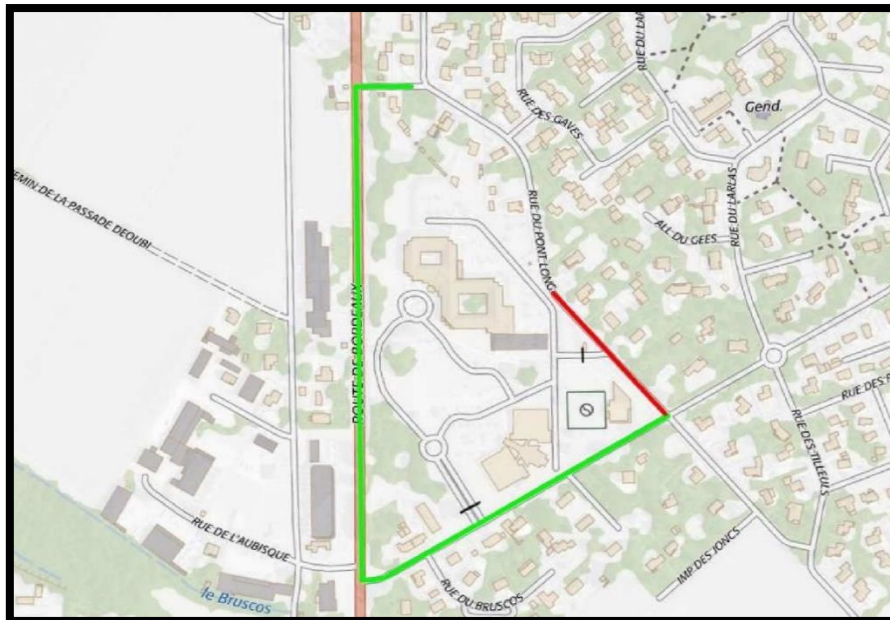 RUE DU LAA
Gend.
RUE DES GAVES
EMIN DE LA PASSADE DEOUBI
RUE DU PONT LONG
RUE DU LARLAS
ALL DU GEES
ROUTE DE BORDEAUX
RUE DES P
RUE DES TILLEULS
RUE DE L'AUBISQUE
IMP DES JONCS
le Bruscos
RUE DU BRUSCOS